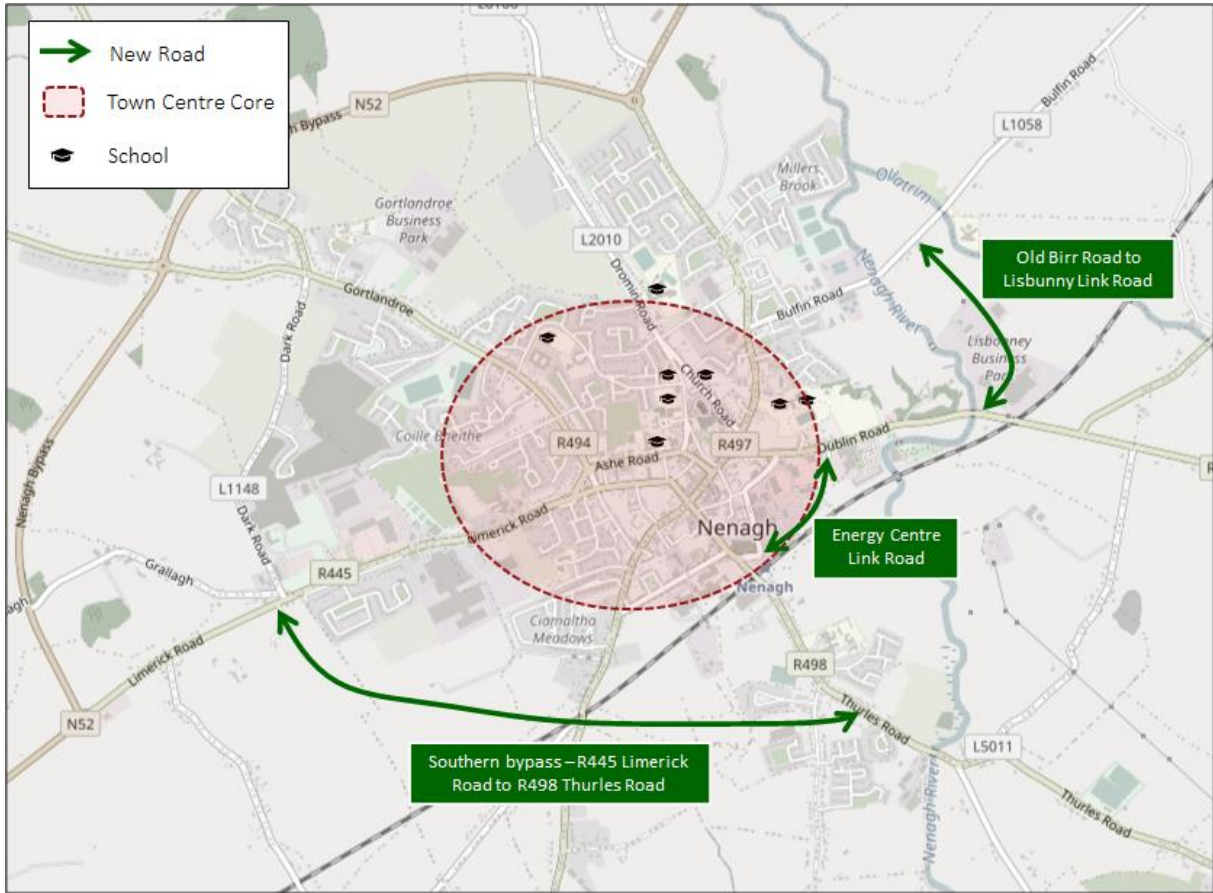 New Road
Town Centre Core
School
N52
L2010
Bulfin Road
L1058
Ollatrim
Millers
Brook
Gortlandroe
Business
Park
Dromin Road
Nenagh River
Old Birr Road to
Lisbunny Link Road
Gortlandroe
Dark Road
Bulfin Road
Lisbonney
Business
Park
Church Road
Coille Bheithe
R494
R497
Dublin Road
Ashe Road
Nenagh Bypass
L1148
Dark Road
Limerick Road
Nenagh
Energy Centre
Link Road
Grallagh
R445
Nenagh
Ciamaltha
Meadows
Limerick Road
R498
N52
Thurles Road
L5011
Southern bypass – R445 Limerick
Road to R498 Thurles Road
Nenagh River
Thurles Road